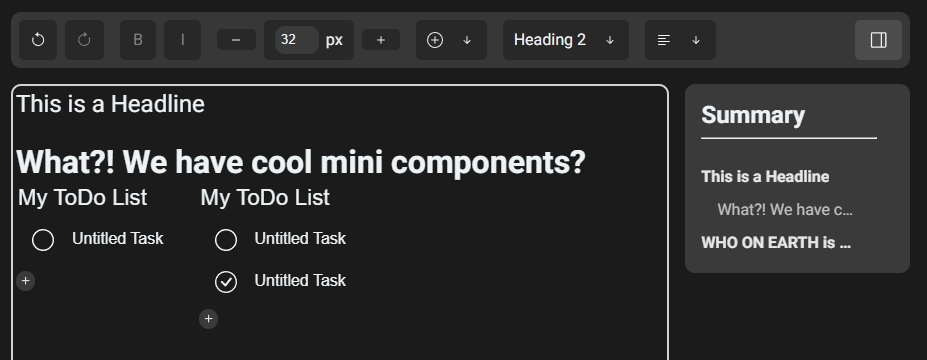 B I − 32 px + Heading 2
This is a Headline
What?! We have cool mini components?
My ToDo List
Untitled Task
+
My ToDo List
Untitled Task
Untitled Task
+
Summary
This is a Headline
What?! We have c...
WHO ON EARTH is ...